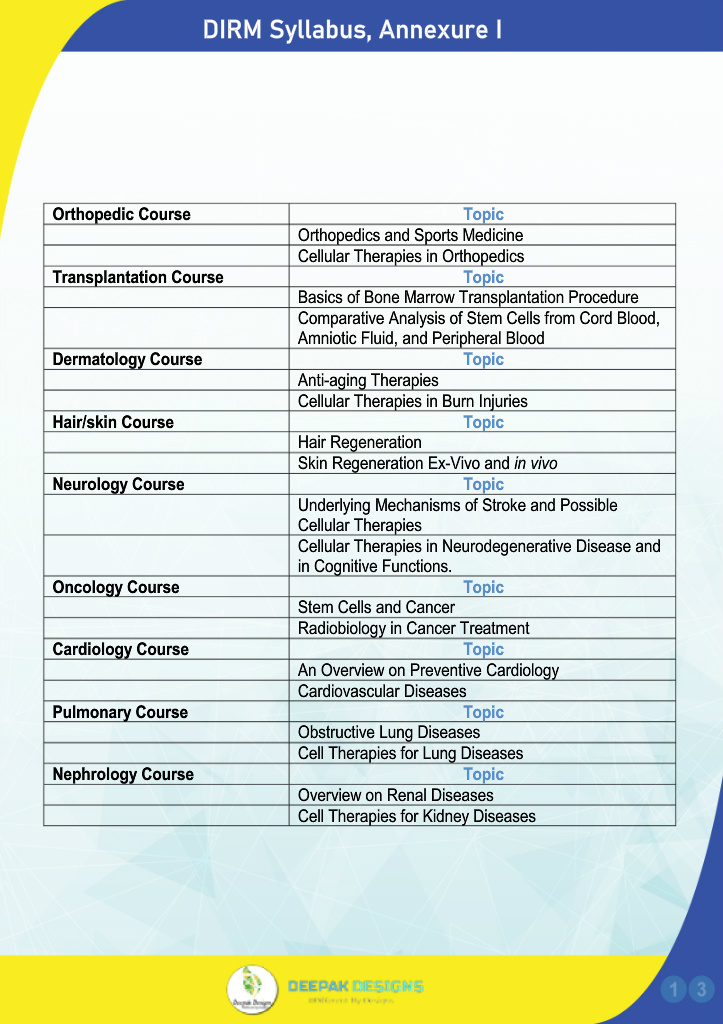 DIRM Syllabus, Annexure I
Orthopedic Course Topic
Orthopedics and Sports Medicine
Cellular Therapies in Orthopedics
Transplantation Course Topic
Basics of Bone Marrow Transplantation Procedure
Comparative Analysis of Stem Cells from Cord Blood,
Amniotic Fluid, and Peripheral Blood
Dermatology Course Topic
Anti-aging Therapies
Cellular Therapies in Burn Injuries
Hair/skin Course Topic
Hair Regeneration
Skin Regeneration Ex-Vivo and in vivo
Neurology Course Topic
Underlying Mechanisms of Stroke and Possible
Cellular Therapies
Cellular Therapies in Neurodegenerative Disease and
in Cognitive Functions.
Oncology Course Topic
Stem Cells and Cancer
Radiobiology in Cancer Treatment
Cardiology Course Topic
An Overview on Preventive Cardiology
Cardiovascular Diseases
Pulmonary Course Topic
Obstructive Lung Diseases
Cell Therapies for Lung Diseases
Nephrology Course Topic
Overview on Renal Diseases
Cell Therapies for Kidney Diseases
Deepak Designs
DEEPAK DESIGNS
By Designs
1 3